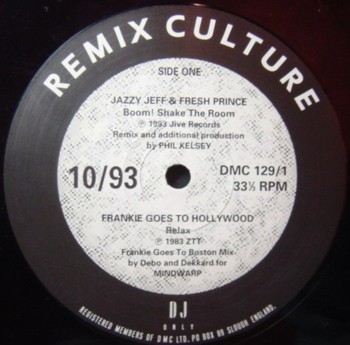 REMIX CULTURE
SIDE ONE
JAZZY JEFF & FRESH PRINCE
Boom! Shake The Room
℗ 1993 Jive Records
Remix and additional production
by PHIL KELSEY
10/93
DMC 129/1
33⅓ RPM
FRANKIE GOES TO HOLLYWOOD
Relax
℗ 1983 ZTT
Frankie Goes To Boston Mix
by Debo and Dekkard for
MINDWARP
DJ
ONLY
REGISTERED MEMBERS OF DMC LTD. PO BOX 89 SLOUGH ENGLAND.